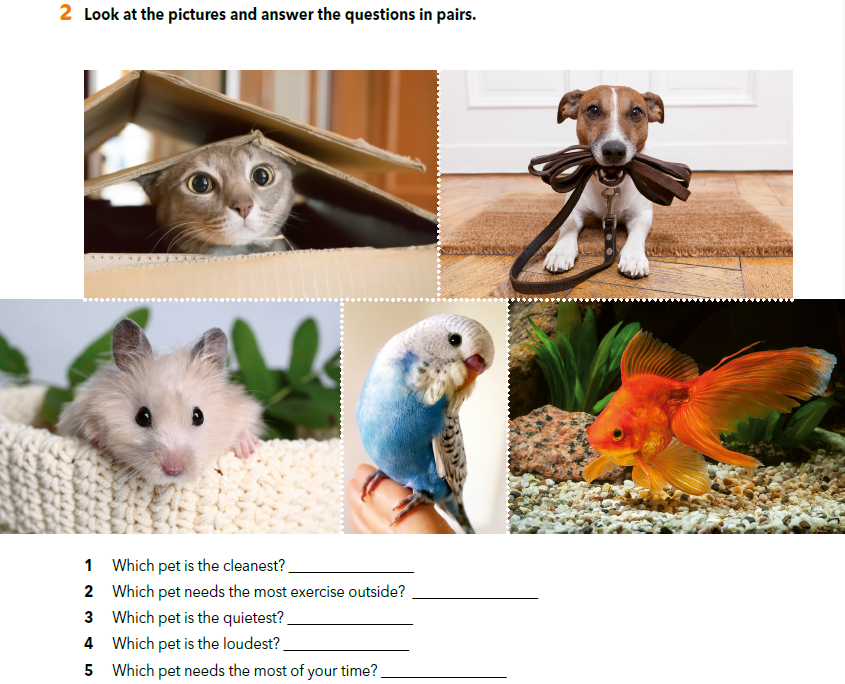 2 Look at the pictures and answer the questions in pairs.
1 Which pet is the cleanest? _______________
2 Which pet needs the most exercise outside? _______________
3 Which pet is the quietest? _______________
4 Which pet is the loudest? _______________
5 Which pet needs the most of your time? _______________